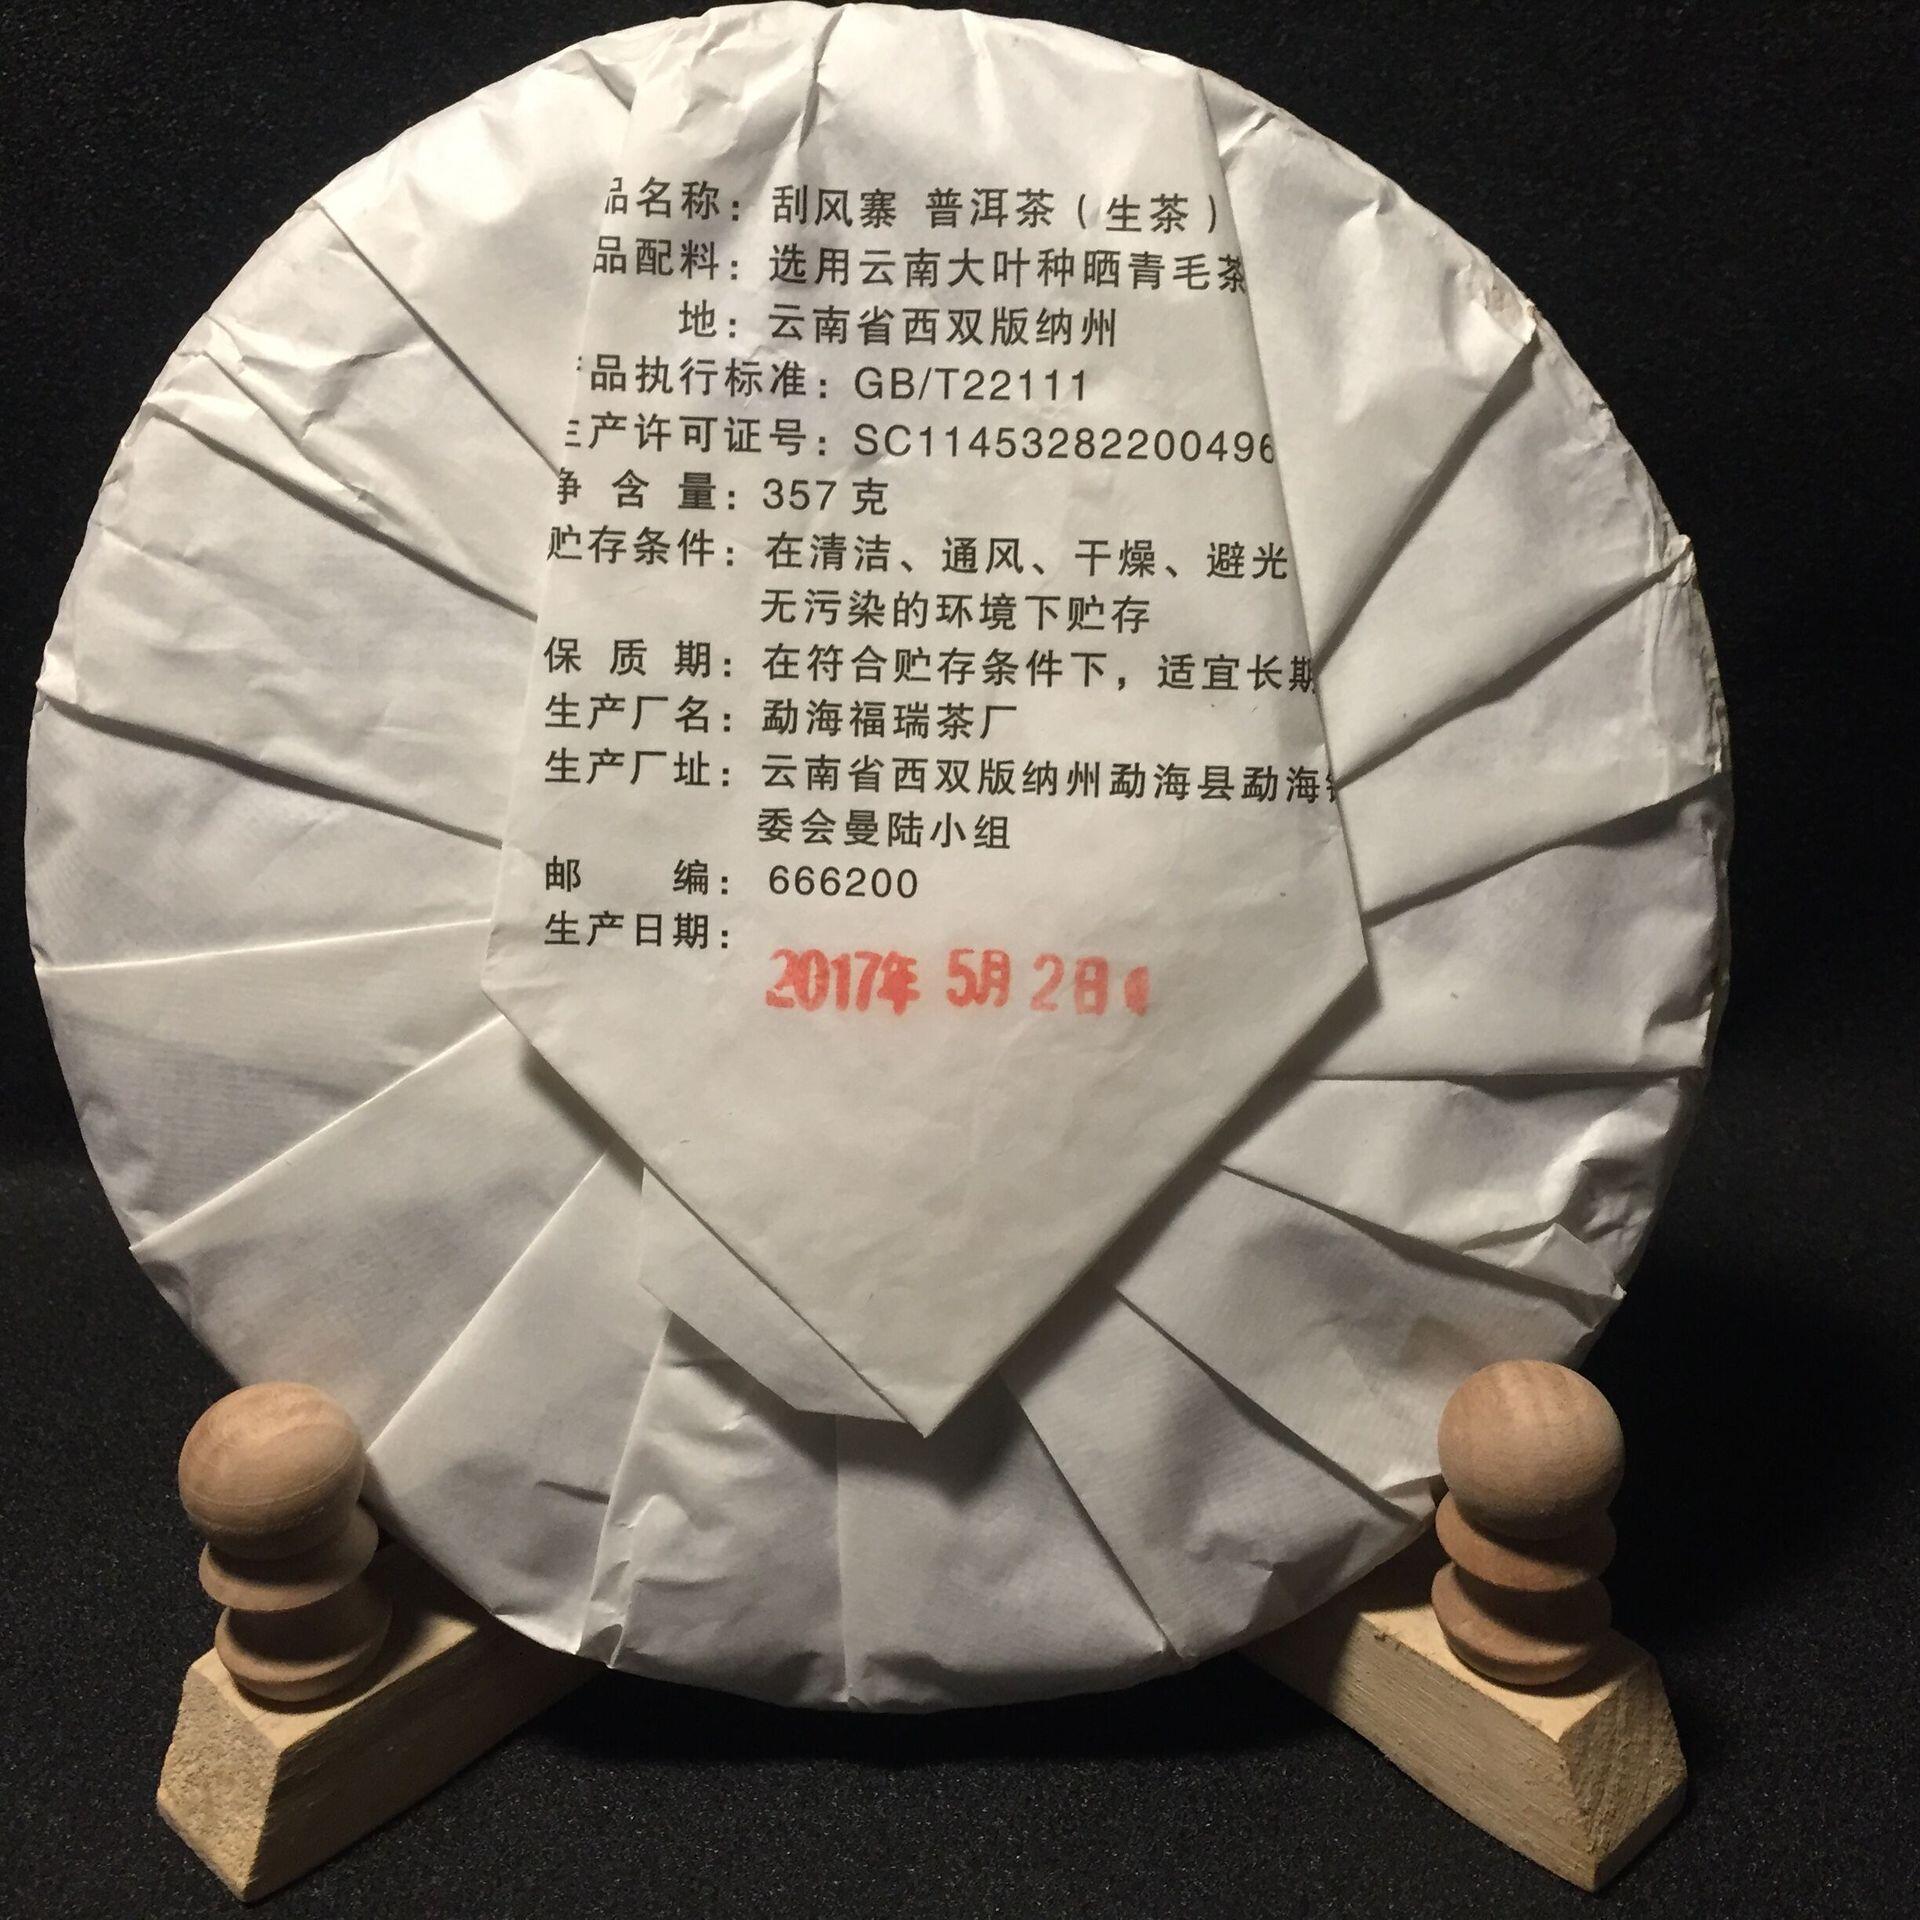 品名称：刮风寨 普洱茶（生茶）
品配料：选用云南大叶种晒青毛茶
地：云南省西双版纳州
品执行标准：GB/T22111
生产许可证号：SC11453282200496
净 含 量：357克
贮存条件：在清洁、通风、干燥、避光
无污染的环境下贮存
保 质 期：在符合贮存条件下，适宜长期
生产厂名：勐海福瑞茶厂
生产厂址：云南省西双版纳州勐海县勐海
委会曼陆小组
邮 编：666200
生产日期：
2017年 5月 2日